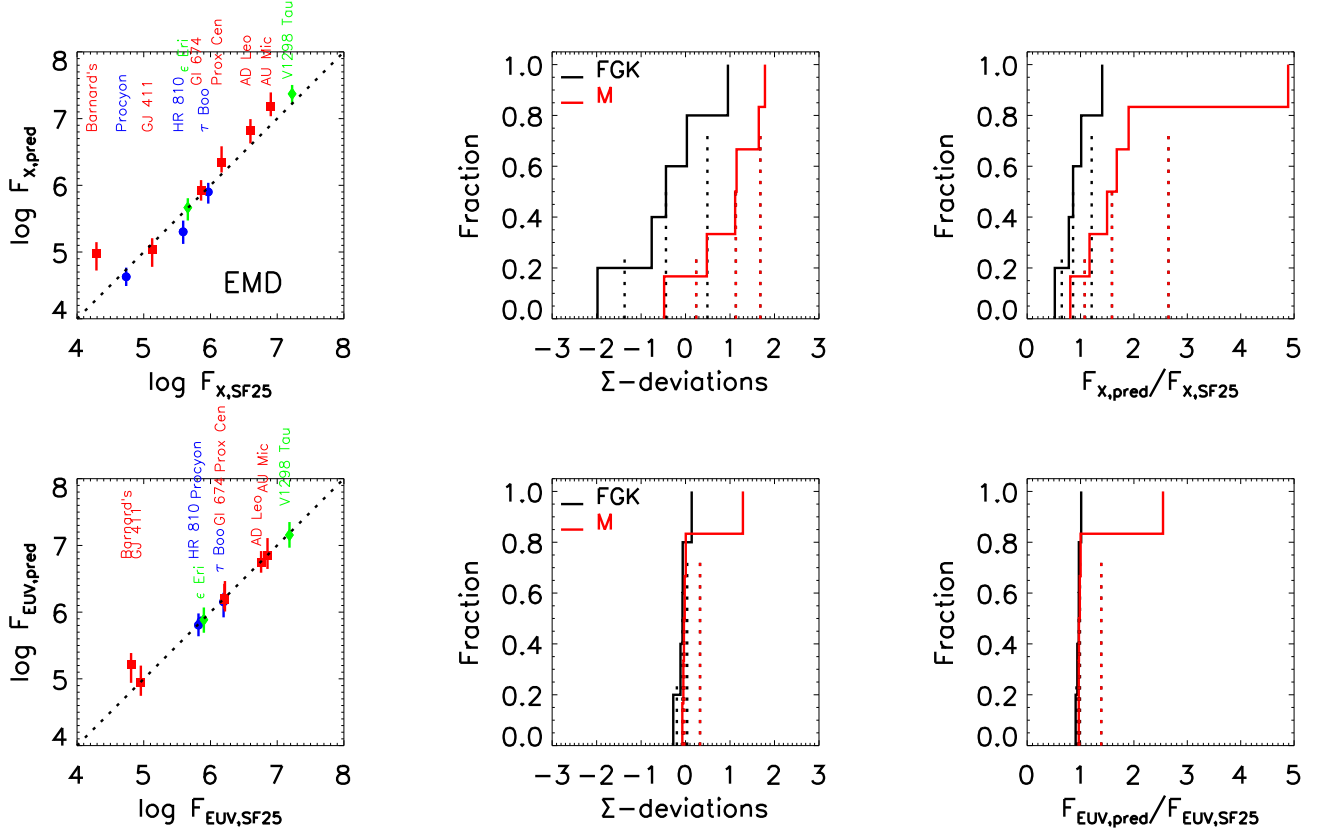 Barnard's
Procyon
GJ 411
HR 810
ε Eri
Gl 674
τ Boo
Prox Cen
AD Leo
AU Mic
V1298 Tau
8
7
6
5
4
log F_X,pred
EMD
4 5 6 7 8
log F_X,SF25
FGK
M
1.0
0.8
0.6
0.4
0.2
0.0
Fraction
−3 −2 −1 0 1 2 3
Σ−deviations
1.0
0.8
0.6
0.4
0.2
0.0
Fraction
0 1 2 3 4 5
F_X,pred/F_X,SF25
Barnard's
GJ 411
HR 810
Procyon
ε Eri
τ Boo
Gl 674
Prox Cen
AD Leo
AU Mic
V1298 Tau
8
7
6
5
4
log F_EUV,pred
4 5 6 7 8
log F_EUV,SF25
FGK
M
1.0
0.8
0.6
0.4
0.2
0.0
Fraction
−3 −2 −1 0 1 2 3
Σ−deviations
1.0
0.8
0.6
0.4
0.2
0.0
Fraction
0 1 2 3 4 5
F_EUV,pred/F_EUV,SF25